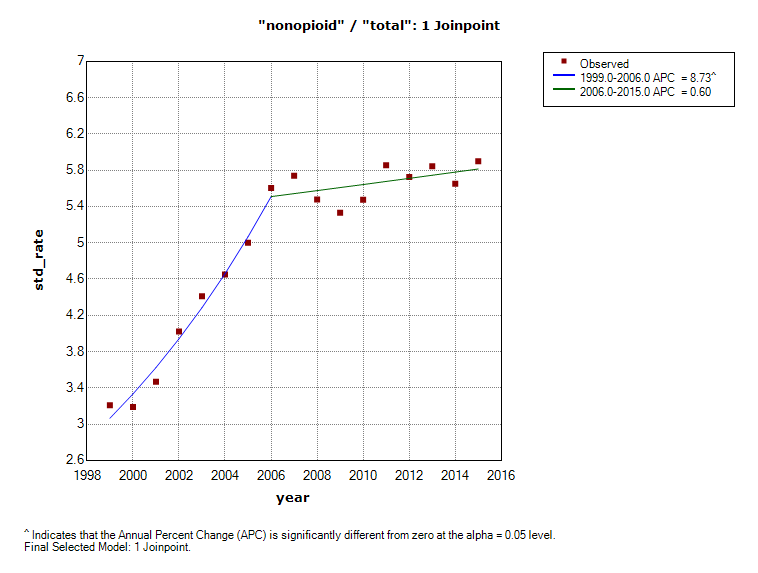 "nonopioid" / "total": 1 Joinpoint
Observed
1999.0-2006.0 APC  = 8.73^
2006.0-2015.0 APC  = 0.60
7
6.6
6.2
5.8
5.4
5
4.6
4.2
3.8
3.4
3
2.6
std_rate
1998 2000 2002 2004 2006 2008 2010 2012 2014 2016
year
^ Indicates that the Annual Percent Change (APC) is significantly different from zero at the alpha = 0.05 level.
Final Selected Model: 1 Joinpoint.